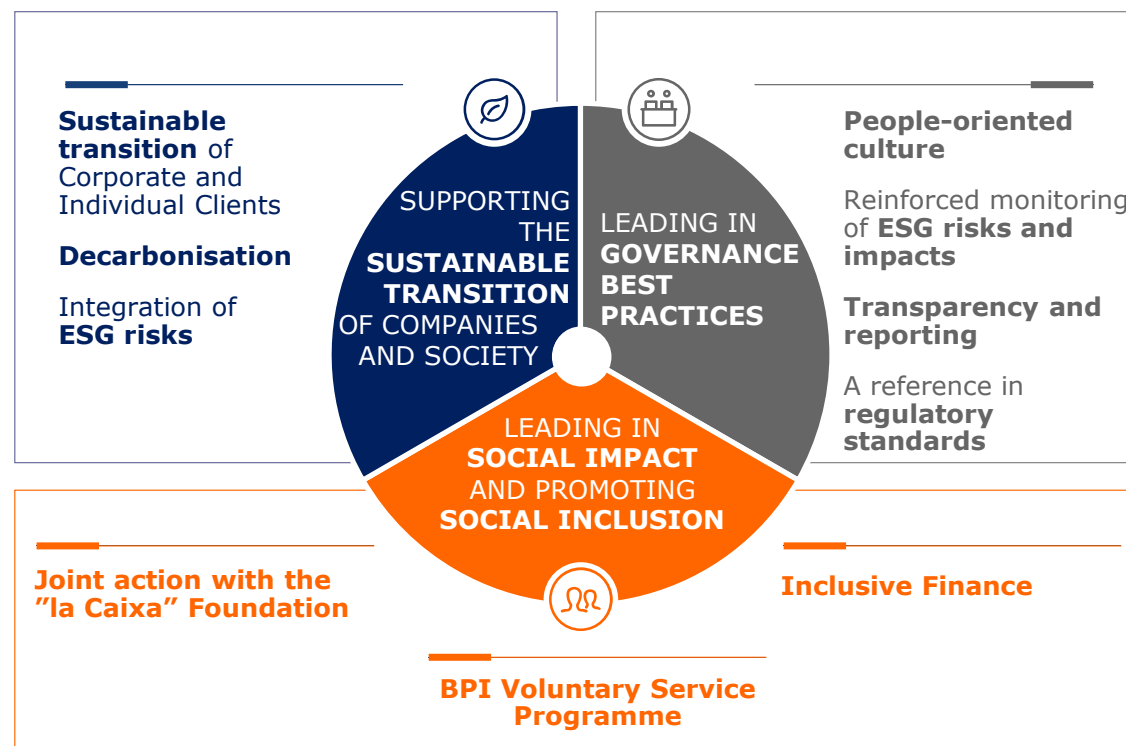 Sustainable
transition of
Corporate and
Individual Clients
Decarbonisation
Integration of
ESG risks
SUPPORTING
THE
SUSTAINABLE
TRANSITION
OF COMPANIES
AND SOCIETY
LEADING IN
GOVERNANCE
BEST
PRACTICES
People-oriented
culture
Reinforced monitoring
of ESG risks and
impacts
Transparency and
reporting
A reference in
regulatory
standards
LEADING IN
SOCIAL IMPACT
AND PROMOTING
SOCIAL INCLUSION
Joint action with the
”la Caixa” Foundation
BPI Voluntary Service
Programme
Inclusive Finance